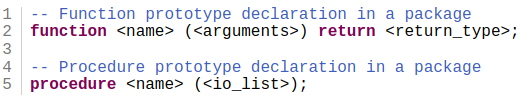 1 -- Function prototype declaration in a package
2 function <name> (<arguments>) return <return_type>;
3
4 -- Procedure prototype declaration in a package
5 procedure <name> (<io_list>);